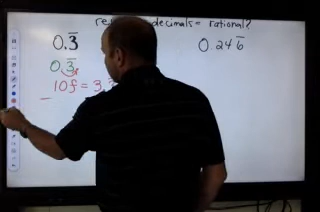 decimals = rational?
0.3̅
0.246̅
0.3̅
10f = 3.
−